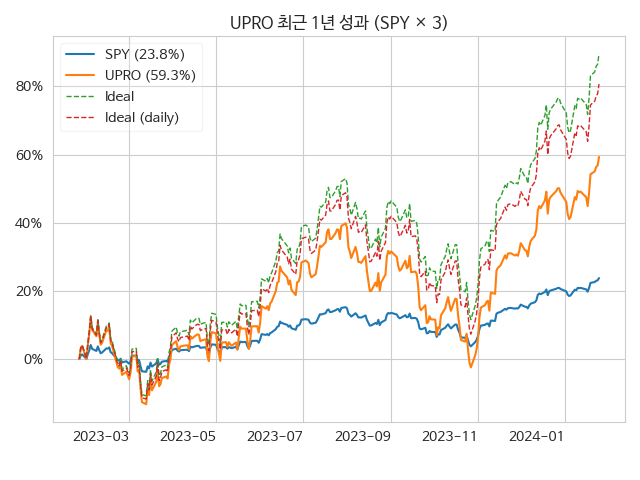 UPRO 최근 1년 성과 (SPY × 3)
SPY (23.8%)
UPRO (59.3%)
Ideal
Ideal (daily)
80%
60%
40%
20%
0%
2023-03 2023-05 2023-07 2023-09 2023-11 2024-01